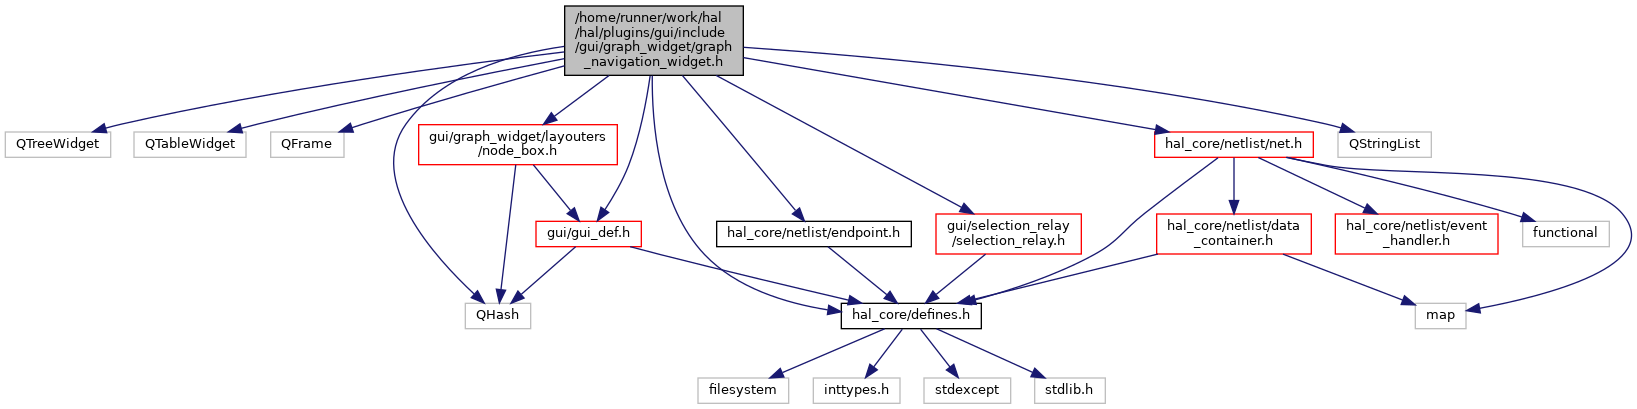 /home/runner/work/hal
/hal/plugins/gui/include
/gui/graph_widget/graph
_navigation_widget.h
QTreeWidget
QTableWidget
QFrame
gui/graph_widget/layouters
/node_box.h
hal_core/netlist/net.h
QStringList
gui/gui_def.h
hal_core/netlist/endpoint.h
gui/selection_relay
/selection_relay.h
hal_core/netlist/data
_container.h
hal_core/netlist/event
_handler.h
functional
QHash
hal_core/defines.h
map
filesystem
inttypes.h
stdexcept
stdlib.h